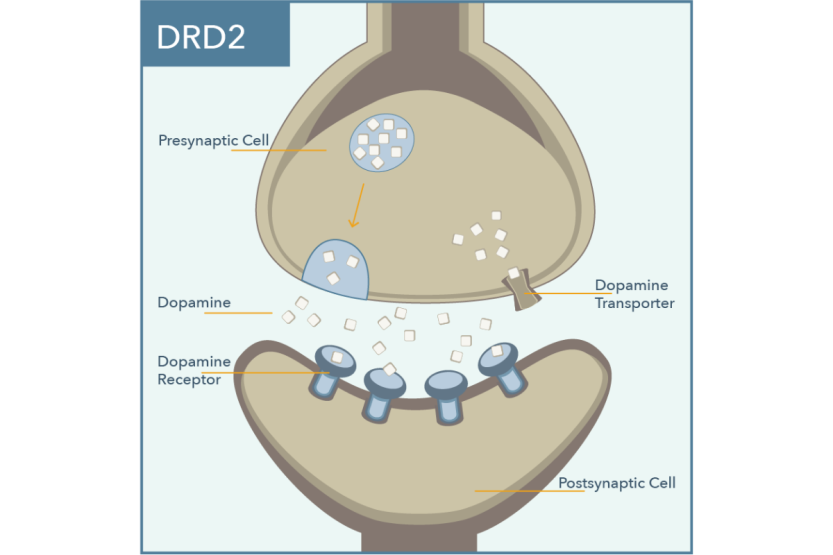 DRD2
Presynaptic Cell
Dopamine
Dopamine
Transporter
Dopamine
Receptor
Postsynaptic Cell